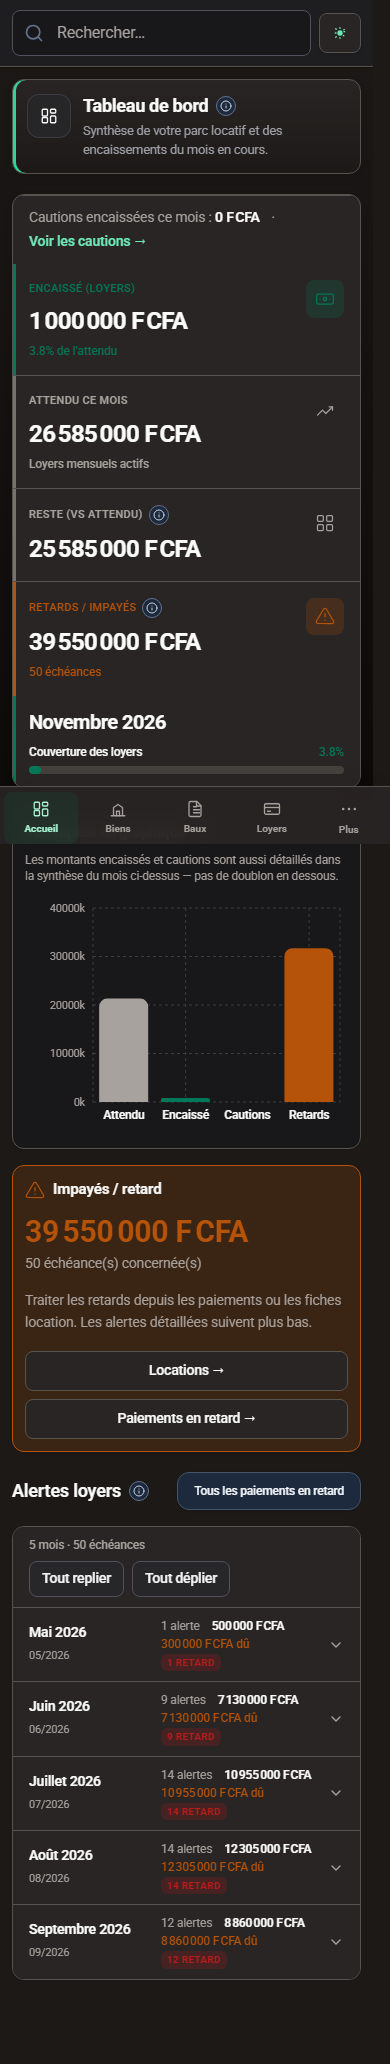 Rechercher...
Tableau de bord
Synthèse de votre parc locatif et des
encaissements du mois en cours.
Cautions encaissées ce mois : 0 FCFA ·
Voir les cautions →
ENCAISSÉ (LOYERS)
1 000 000 FCFA
3.8% de l'attendu
ATTENDU CE MOIS
26 585 000 FCFA
Loyers mensuels actifs
RESTE (VS ATTENDU)
25 585 000 FCFA
RETARDS / IMPAYÉS
39 550 000 FCFA
50 échéances
Novembre 2026
Couverture des loyers 3.8%
Accueil Biens Baux Loyers Plus
Les montants encaissés et cautions sont aussi détaillés dans
la synthèse du mois ci-dessus — pas de doublon en dessous.
40000k
30000k
20000k
10000k
0k
Attendu Encaissé Cautions Retards
Impayés / retard
39 550 000 FCFA
50 échéance(s) concernée(s)
Traiter les retards depuis les paiements ou les fiches
location. Les alertes détaillées suivent plus bas.
Locations →
Paiements en retard →
Alertes loyers Tous les paiements en retard
5 mois · 50 échéances
Tout replier Tout déplier
Mai 2026
05/2026
1 alerte 500 000 FCFA
300 000 FCFA dû
1 RETARD
Juin 2026
06/2026
9 alertes 7 130 000 FCFA
7 130 000 FCFA dû
9 RETARD
Juillet 2026
07/2026
14 alertes 10 955 000 FCFA
10 955 000 FCFA dû
14 RETARD
Août 2026
08/2026
14 alertes 12 305 000 FCFA
12 305 000 FCFA dû
14 RETARD
Septembre 2026
09/2026
12 alertes 8 860 000 FCFA
8 860 000 FCFA dû
12 RETARD